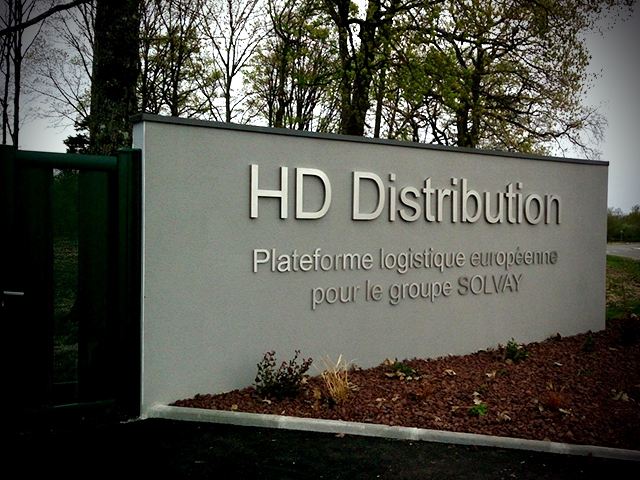 HD Distribution
Plateforme logistique européenne
pour le groupe SOLVAY